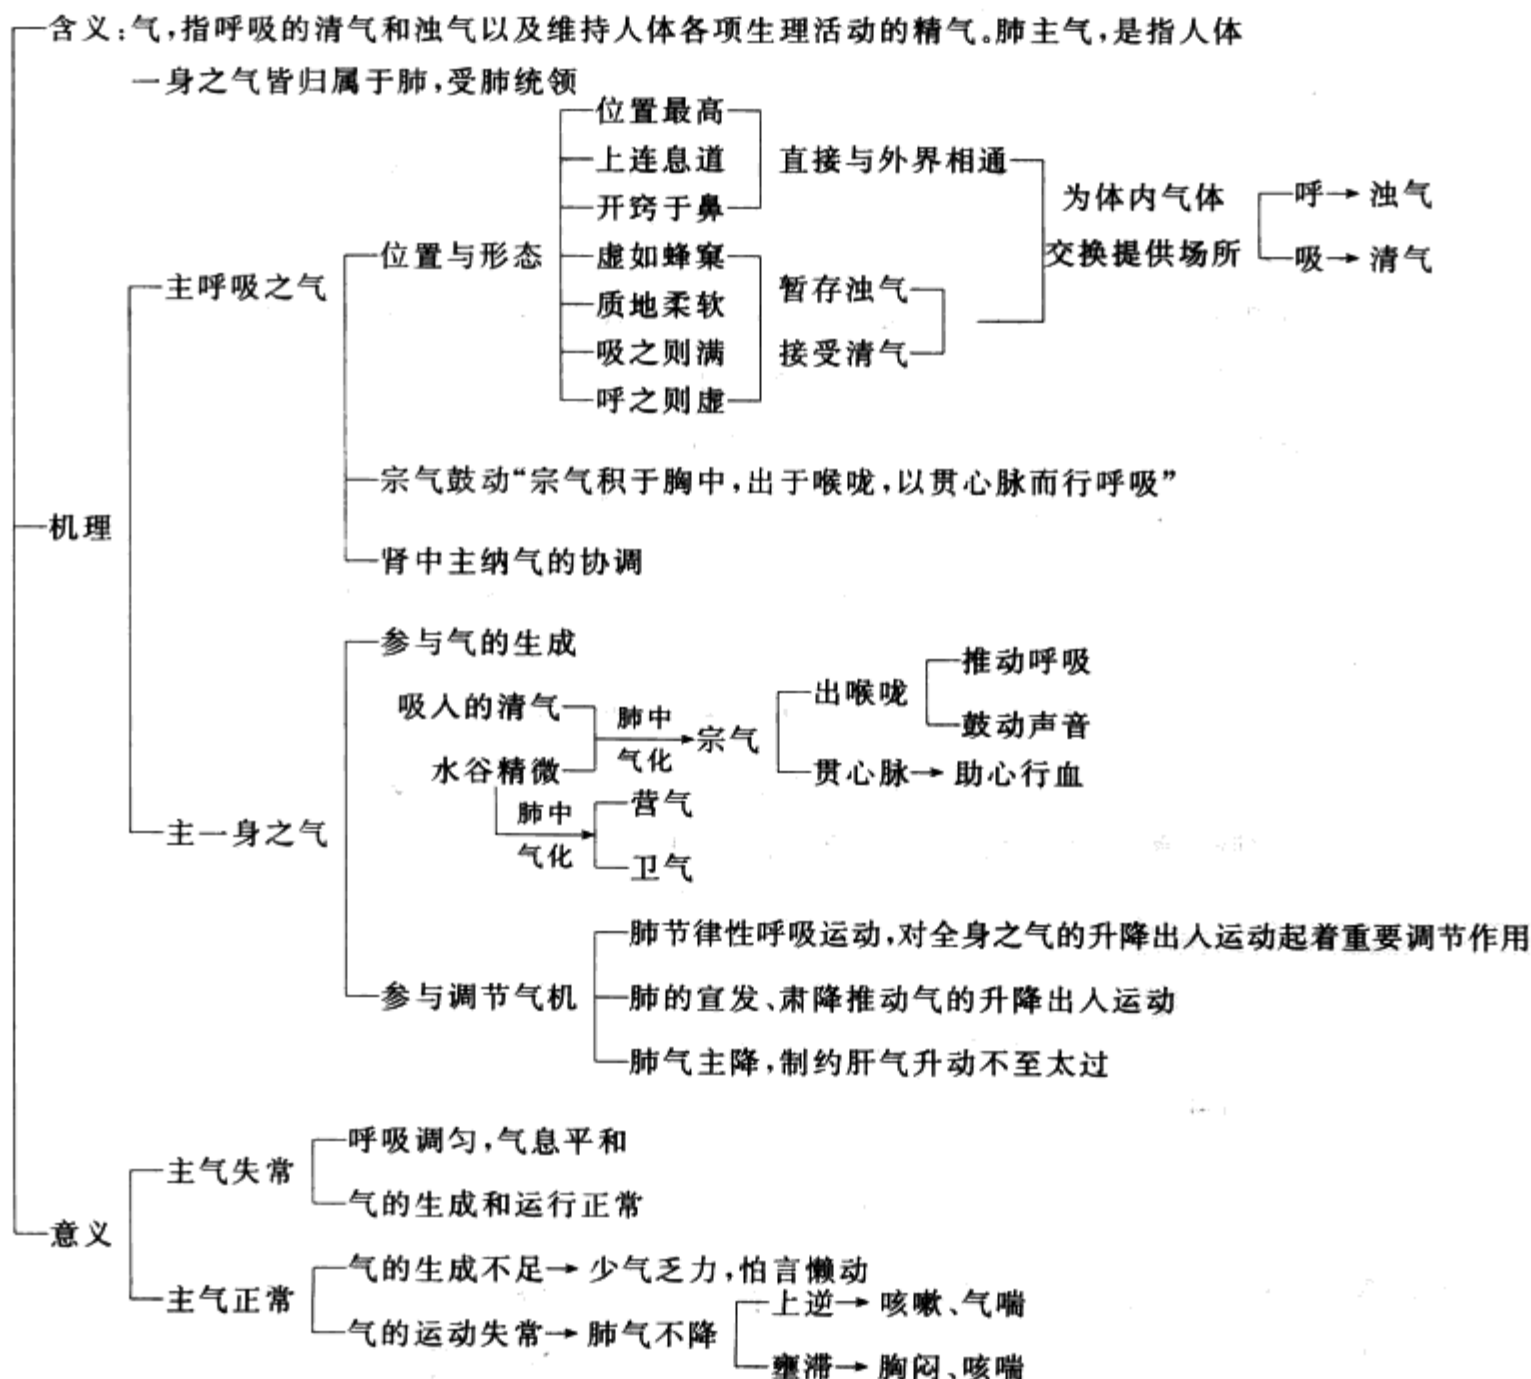 含义:气,指呼吸的清气和浊气以及维持人体各项生理活动的精气。肺主气,是指人体
一身之气皆归属于肺,受肺统领
机理
主呼吸之气
位置与形态
位置最高
上连息道
开窍于鼻
直接与外界相通
虚如蜂窠
质地柔软
吸之则满
呼之则虚
暂存浊气
接受清气
为体内气体
交换提供场所
呼→浊气
吸→清气
宗气鼓动“宗气积于胸中,出于喉咙,以贯心脉而行呼吸”
肾中主纳气的协调
主一身之气
参与气的生成
吸人的清气
水谷精微
肺中
气化
宗气
出喉咙
推动呼吸
鼓动声音
贯心脉→助心行血
肺中
气化
营气
卫气
参与调节气机
肺节律性呼吸运动,对全身之气的升降出人运动起着重要调节作用
肺的宣发、肃降推动气的升降出人运动
肺气主降,制约肝气升动不至太过
意义
主气失常
呼吸调匀,气息平和
气的生成和运行正常
主气正常
气的生成不足→少气乏力,怕言懒动
气的运动失常→肺气不降
上逆→咳嗽、气喘
壅滞→胸闷、咳喘